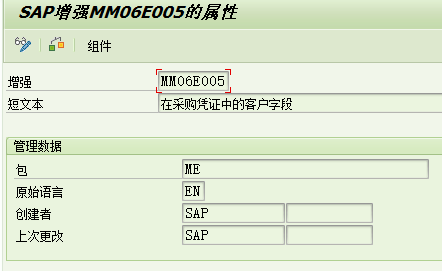 SAP增强MM06E005的属性
组件
增强 MM06E005
短文本 在采购凭证中的客户字段
管理数据
包 ME
原始语言 EN
创建者 SAP
上次更改 SAP